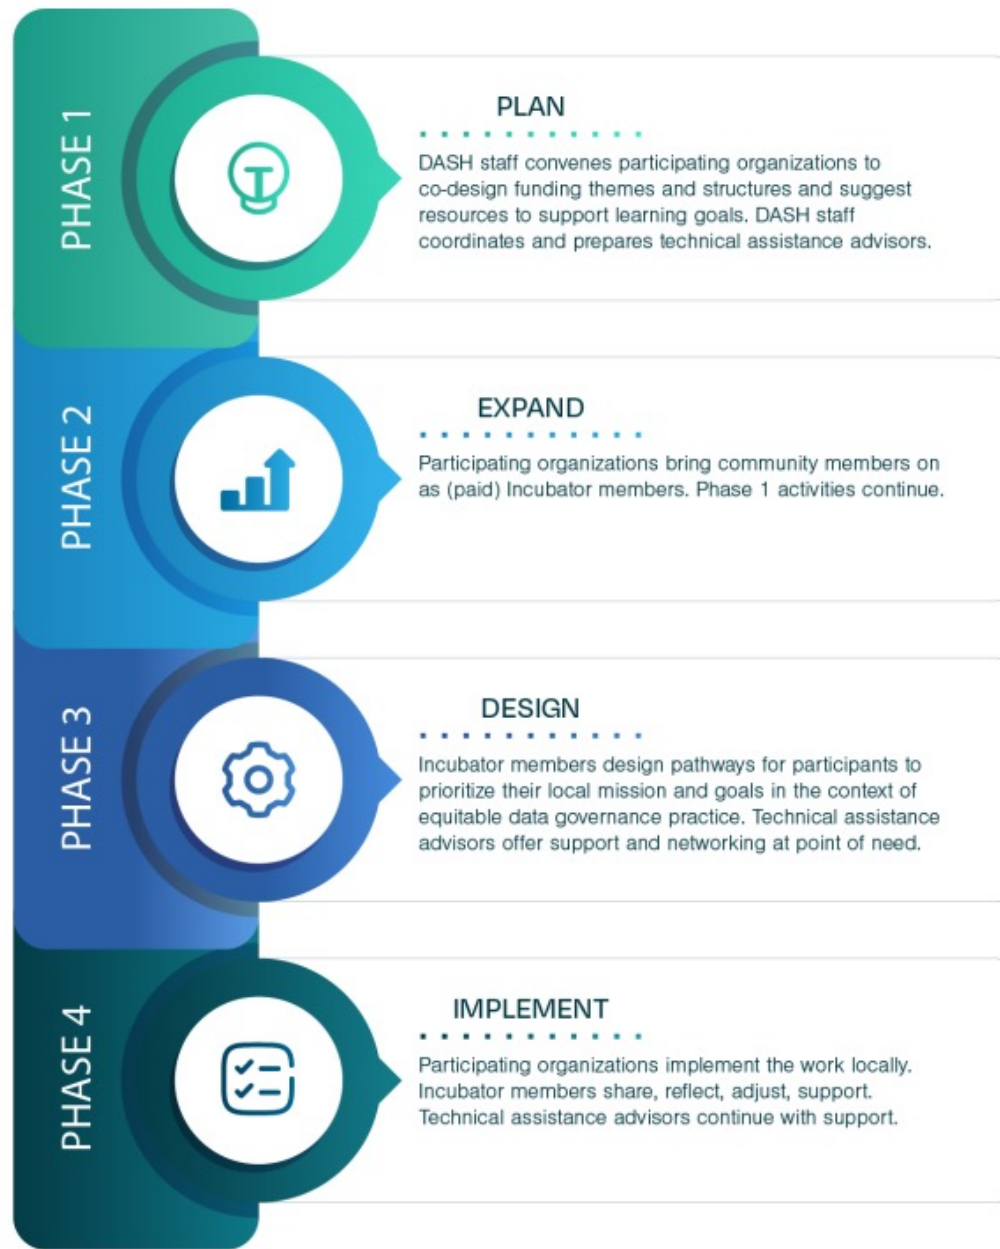 PHASE 1
PLAN
DASH staff convenes participating organizations to
co-design funding themes and structures and suggest
resources to support learning goals. DASH staff
coordinates and prepares technical assistance advisors.
PHASE 2
EXPAND
Participating organizations bring community members on
as (paid) Incubator members. Phase 1 activities continue.
PHASE 3
DESIGN
Incubator members design pathways for participants to
prioritize their local mission and goals in the context of
equitable data governance practice. Technical assistance
advisors offer support and networking at point of need.
PHASE 4
IMPLEMENT
Participating organizations implement the work locally.
Incubator members share, reflect, adjust, support.
Technical assistance advisors continue with support.